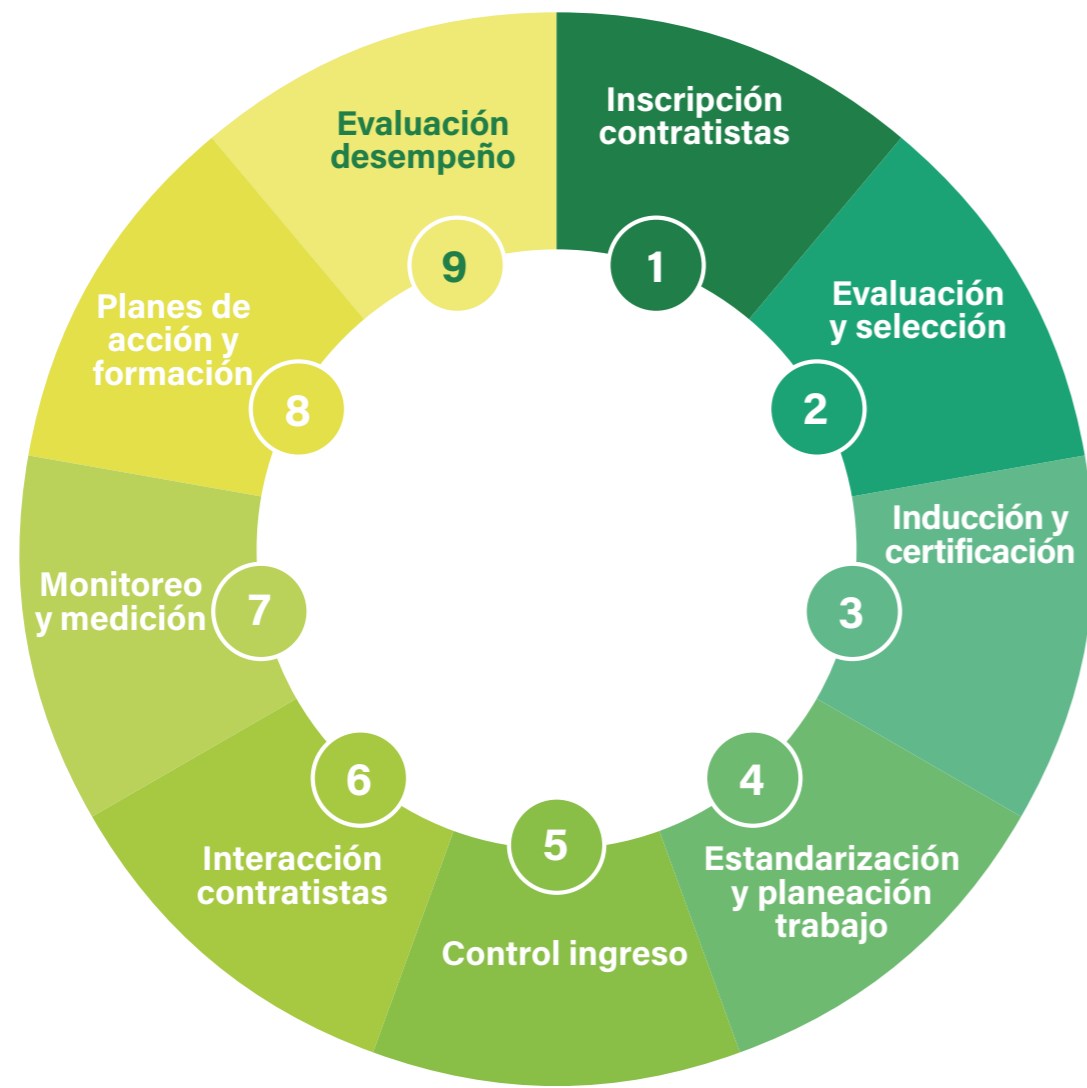 Inscripción
contratistas
1
Evaluación
y selección
2
Inducción y
certificación
3
4
Estandarización
y planeación
trabajo
5
Control ingreso
6
Interacción
contratistas
Monitoreo
y medición
7
Planes de
acción y
formación
8
Evaluación
desempeño
9